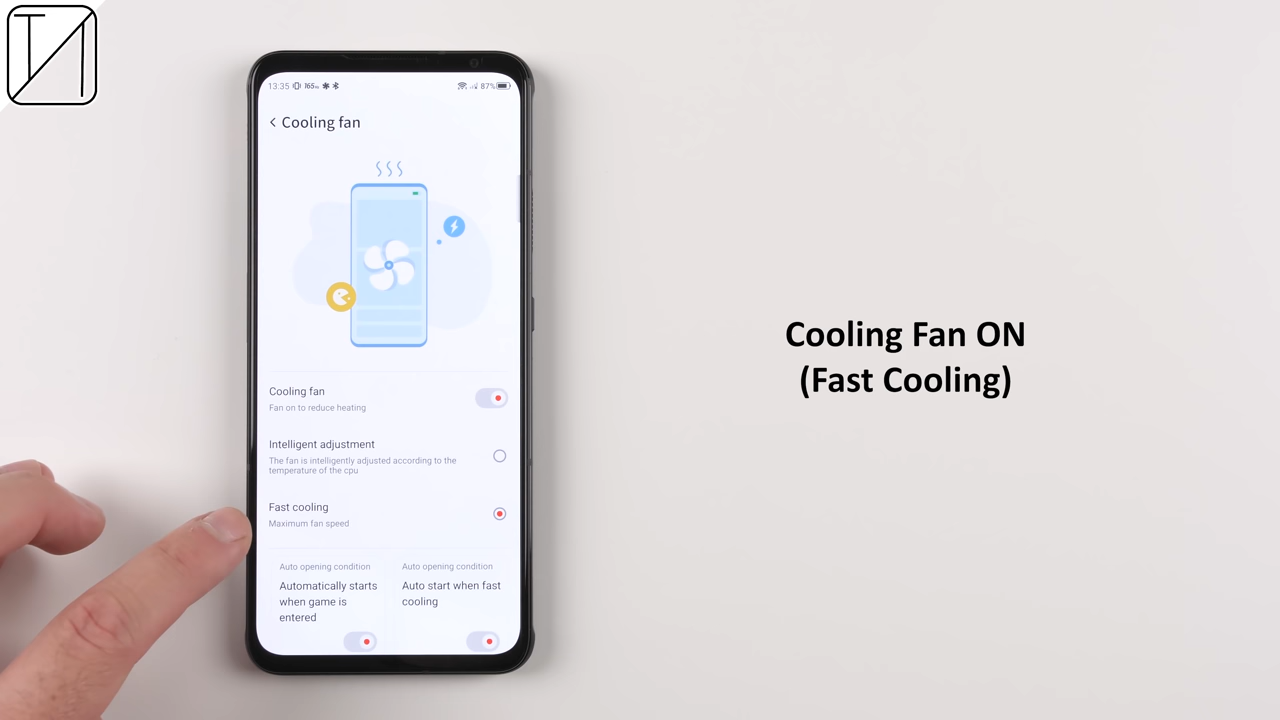 13:35 165Hz 87%
Cooling fan
Cooling fan
Fan on to reduce heating
Intelligent adjustment
The fan is intelligently adjusted according to the
temperature of the cpu
Fast cooling
Maximum fan speed
Auto opening condition
Automatically starts
when game is
entered
Auto opening condition
Auto start when fast
cooling
Cooling Fan ON
(Fast Cooling)